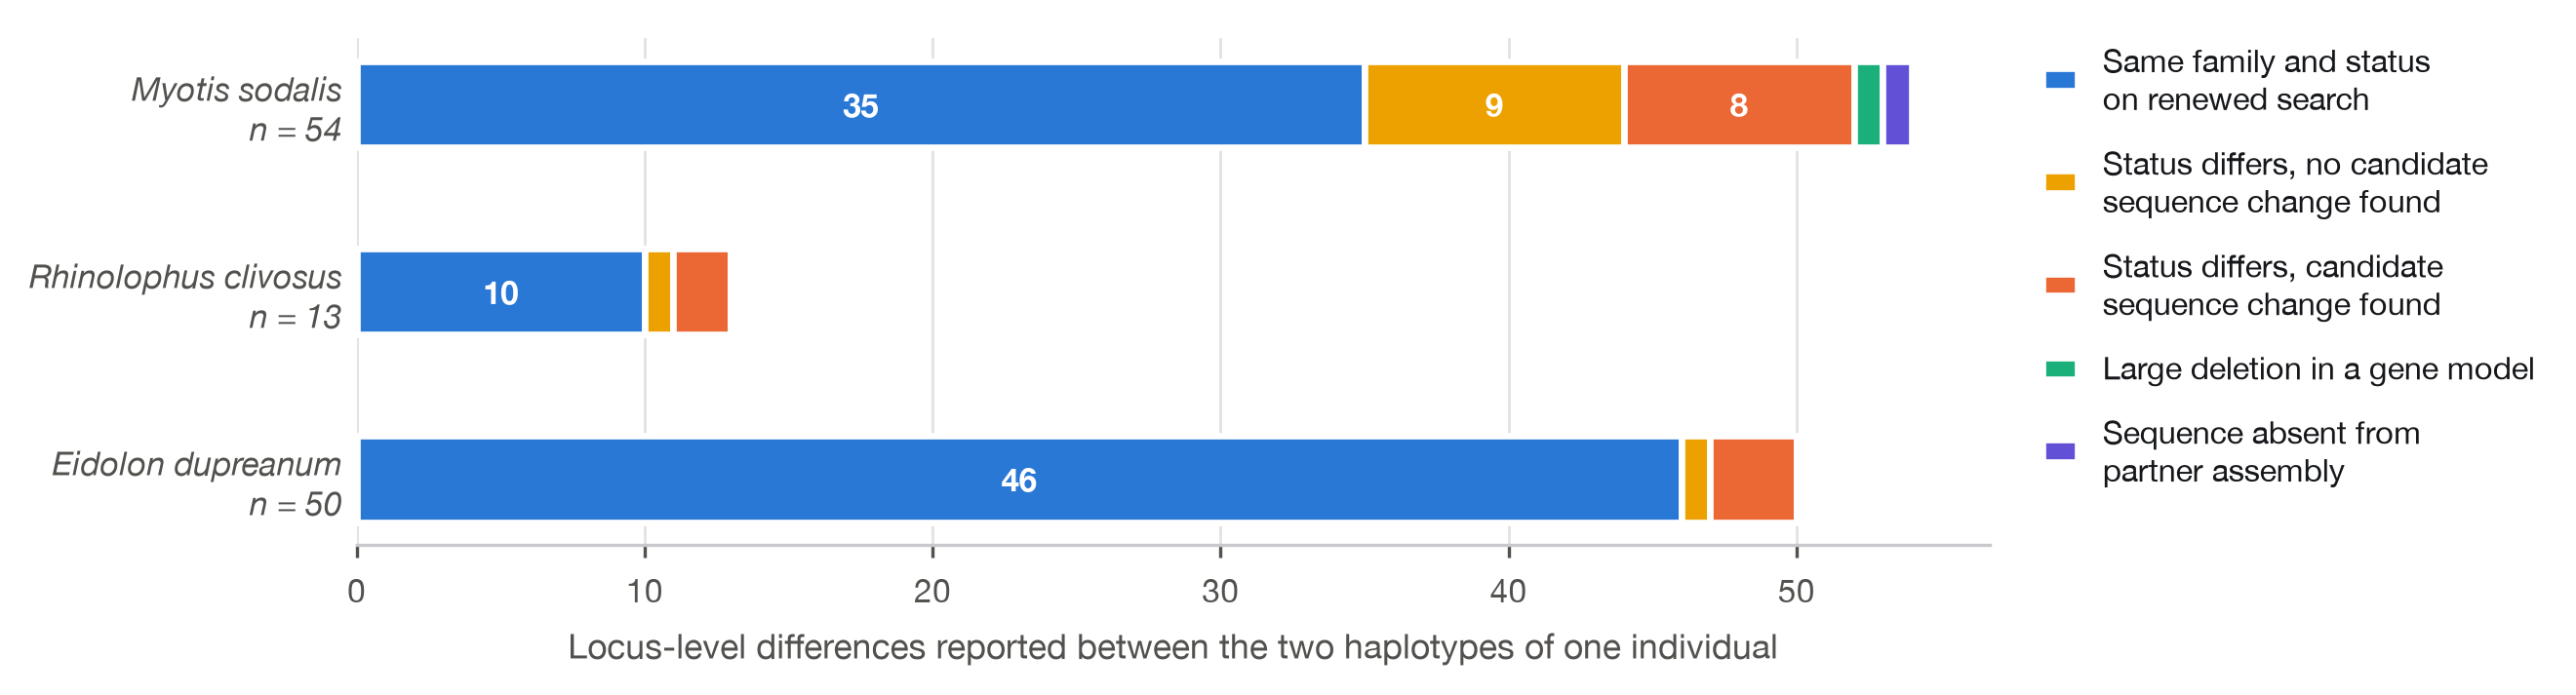 Myotis sodalis
n = 54
35
9
8
Rhinolophus clivosus
n = 13
10
Eidolon dupreanum
n = 50
46
0 10 20 30 40 50
Locus-level differences reported between the two haplotypes of one individual
Same family and status
on renewed search
Status differs, no candidate
sequence change found
Status differs, candidate
sequence change found
Large deletion in a gene model
Sequence absent from
partner assembly